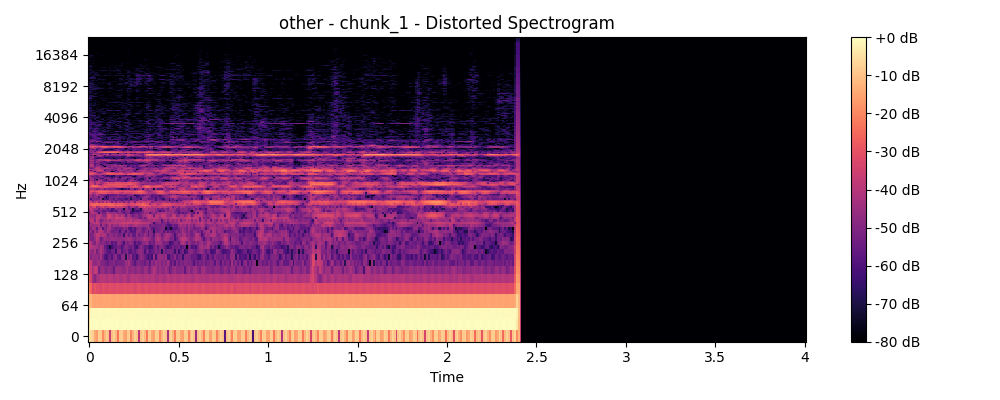 other - chunk_1 - Distorted Spectrogram
Hz
16384
8192
4096
2048
1024
512
256
128
64
0
0 0.5 1 1.5 2 2.5 3 3.5 4
Time
+0 dB
-10 dB
-20 dB
-30 dB
-40 dB
-50 dB
-60 dB
-70 dB
-80 dB